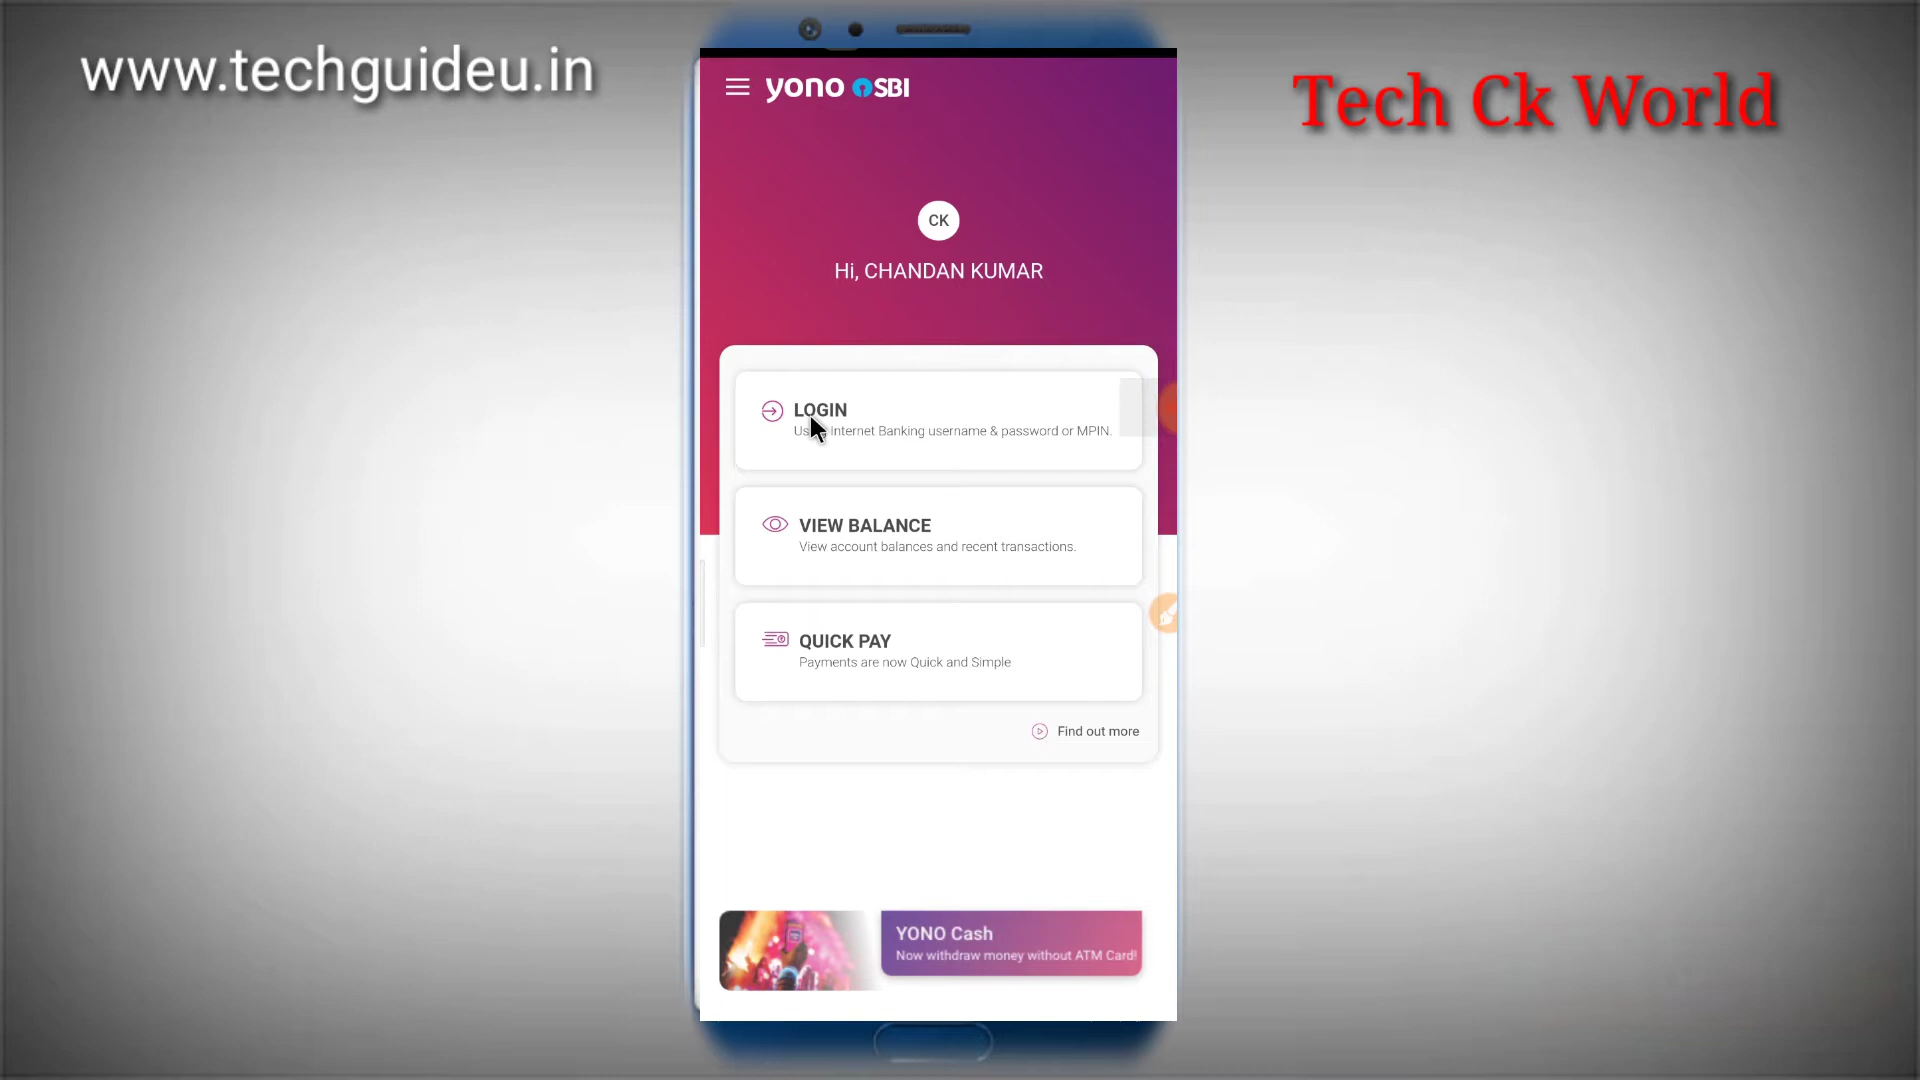 www.techguideu.in
Tech Ck World
yono SBI
CK
Hi, CHANDAN KUMAR
LOGIN
Internet Banking username & password or MPIN.
VIEW BALANCE
View account balances and recent transactions.
QUICK PAY
Payments are now Quick and Simple
Find out more
YONO Cash
Now withdraw money without ATM Card!